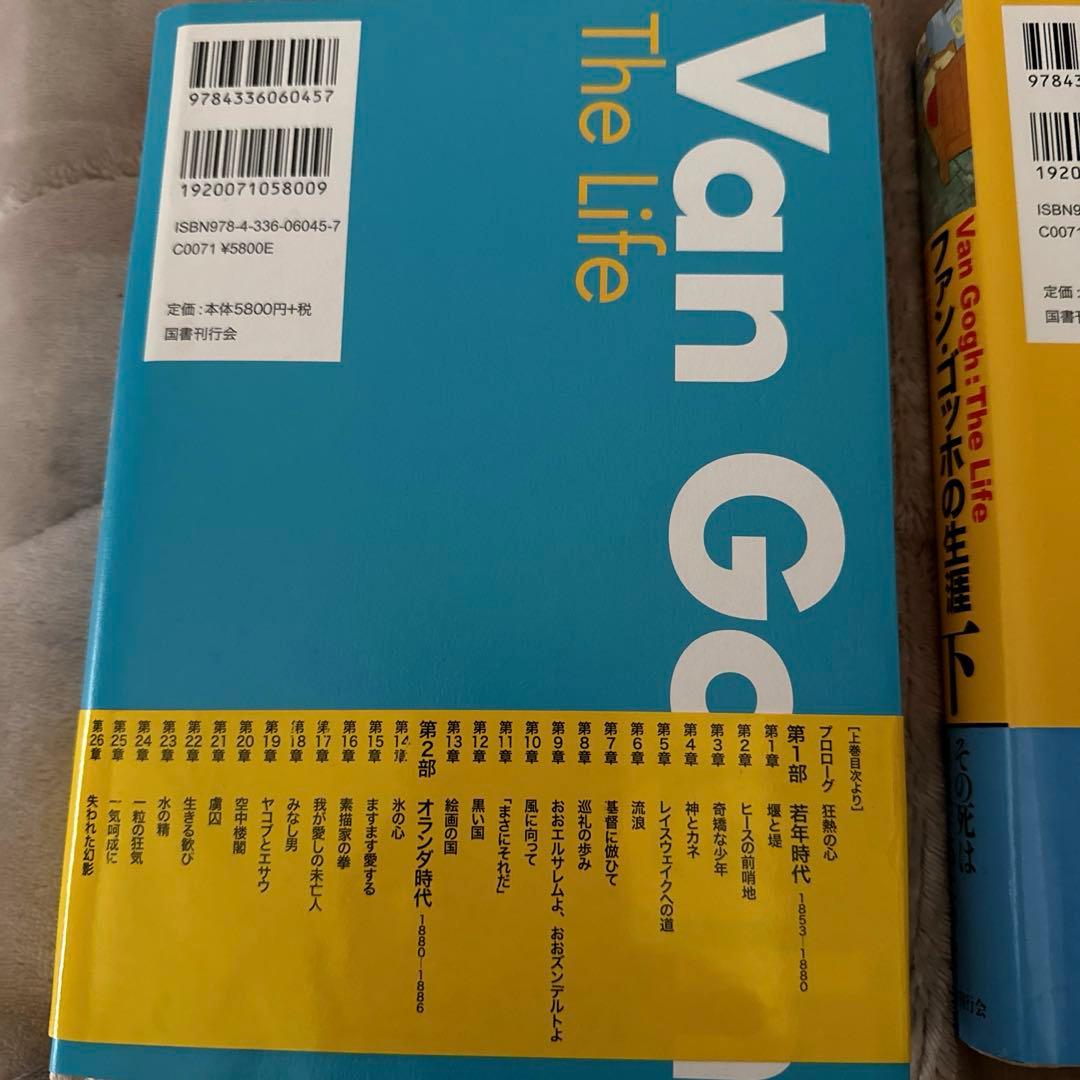 9784336060457
1920071058009
ISBN978-4-336-06045-7
C0071 ¥5800E
定価：本体5800円+税
国書刊行会
Van Go
The Life
[上巻目次より]
プロローグ 狂熱の心
第1部 若年時代 1853—1880
第1章 堰と堤
第2章 ヒースの前哨地
第3章 奇矯な少年
第4章 神とカネ
第5章 レイスウェイクへの道
第6章 流浪
第7章 基督に倣ひて
第8章 巡礼の歩み
第9章 おおエルサレムよ、おおズンデルトよ
第10章 風に向って
第11章 「まさにそれだ」
第12章 黒い国
第13章 絵画の国
第2部 オランダ時代 1880—1886
第14章 氷の心
第15章 ますます愛する
第16章 素描家の拳
第17章 我が愛しの未亡人
第18章 みなし男
第19章 ヤコブとエサウ
第20章 空中楼閣
第21章 虜囚
第22章 生きる歓び
第23章 水の精
第24章 一粒の狂気
第25章 一気呵成に
第26章 失われた幻影
Van Gogh : The Life
ファン・ゴッホの生涯 下
その死は
行会
97843
1920
ISBN9
C007
定価：
国書刊